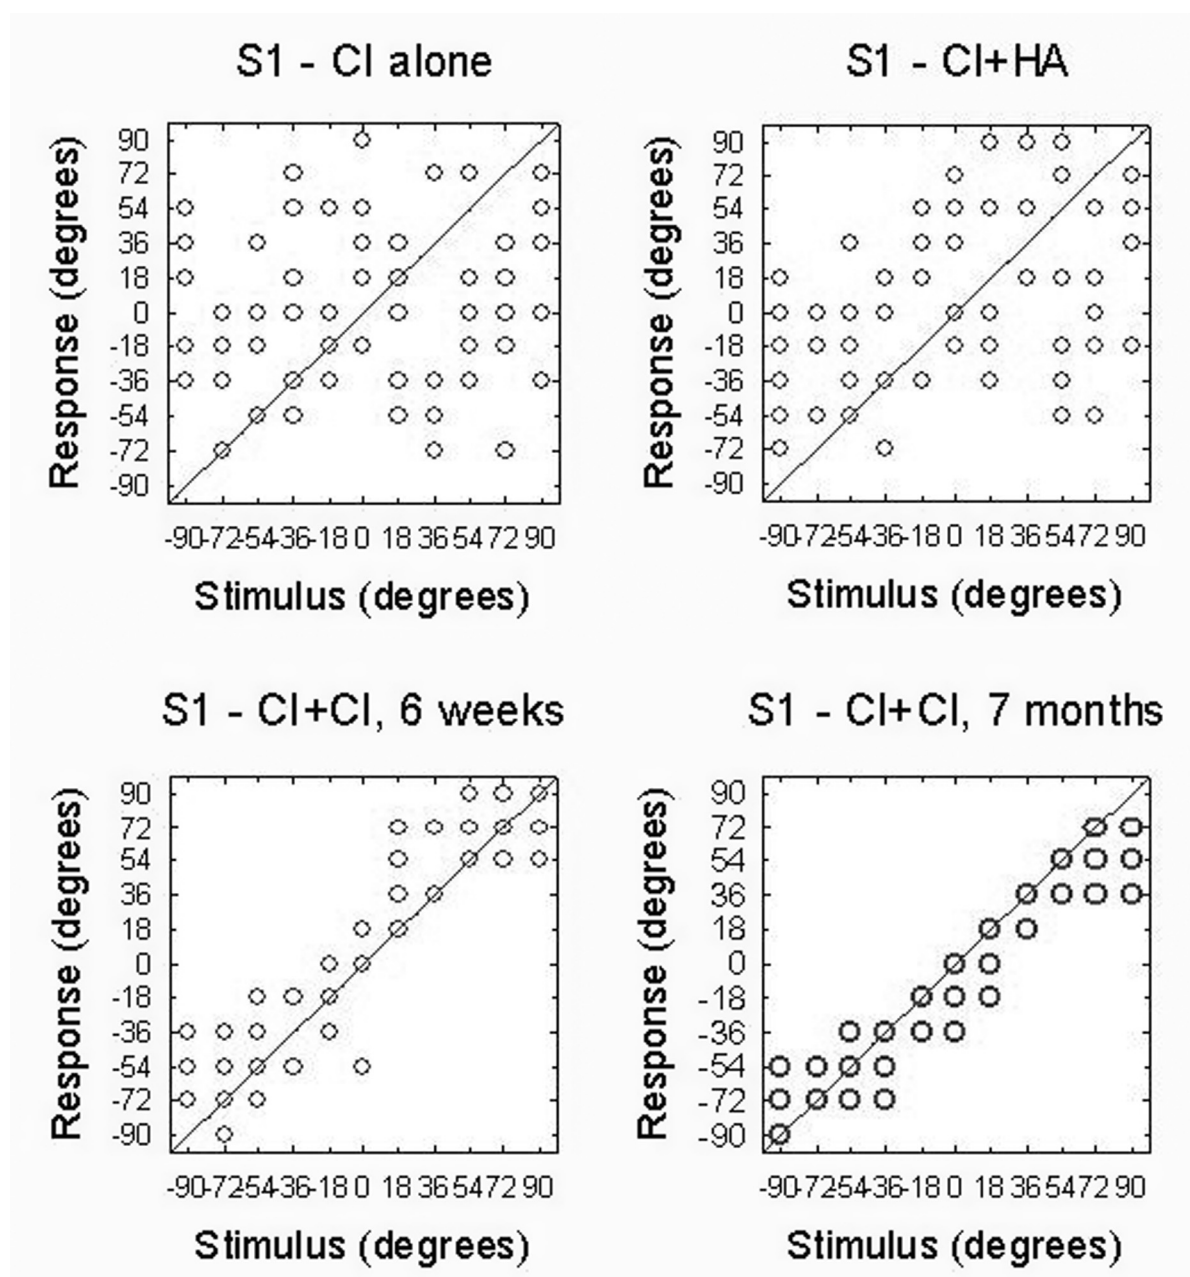 S1 - CI alone
S1 - CI+HA
Response (degrees)
90
72
54
36
18
0
-18
-36
-54
-72
-90
-90-72-54-36-18 0 18 36 54 72 90
Stimulus (degrees)
Response (degrees)
90
72
54
36
18
0
-18
-36
-54
-72
-90
-90-72-54-36-18 0 18 36 54 72 90
Stimulus (degrees)
S1 - CI+CI, 6 weeks
S1 - CI+CI, 7 months
Response (degrees)
90
72
54
36
18
0
-18
-36
-54
-72
-90
-90-72-54-36-18 0 18 36 54 72 90
Stimulus (degrees)
Response (degrees)
90
72
54
36
18
0
-18
-36
-54
-72
-90
-90-72-54-36-18 0 18 36 54 72 90
Stimulus (degrees)